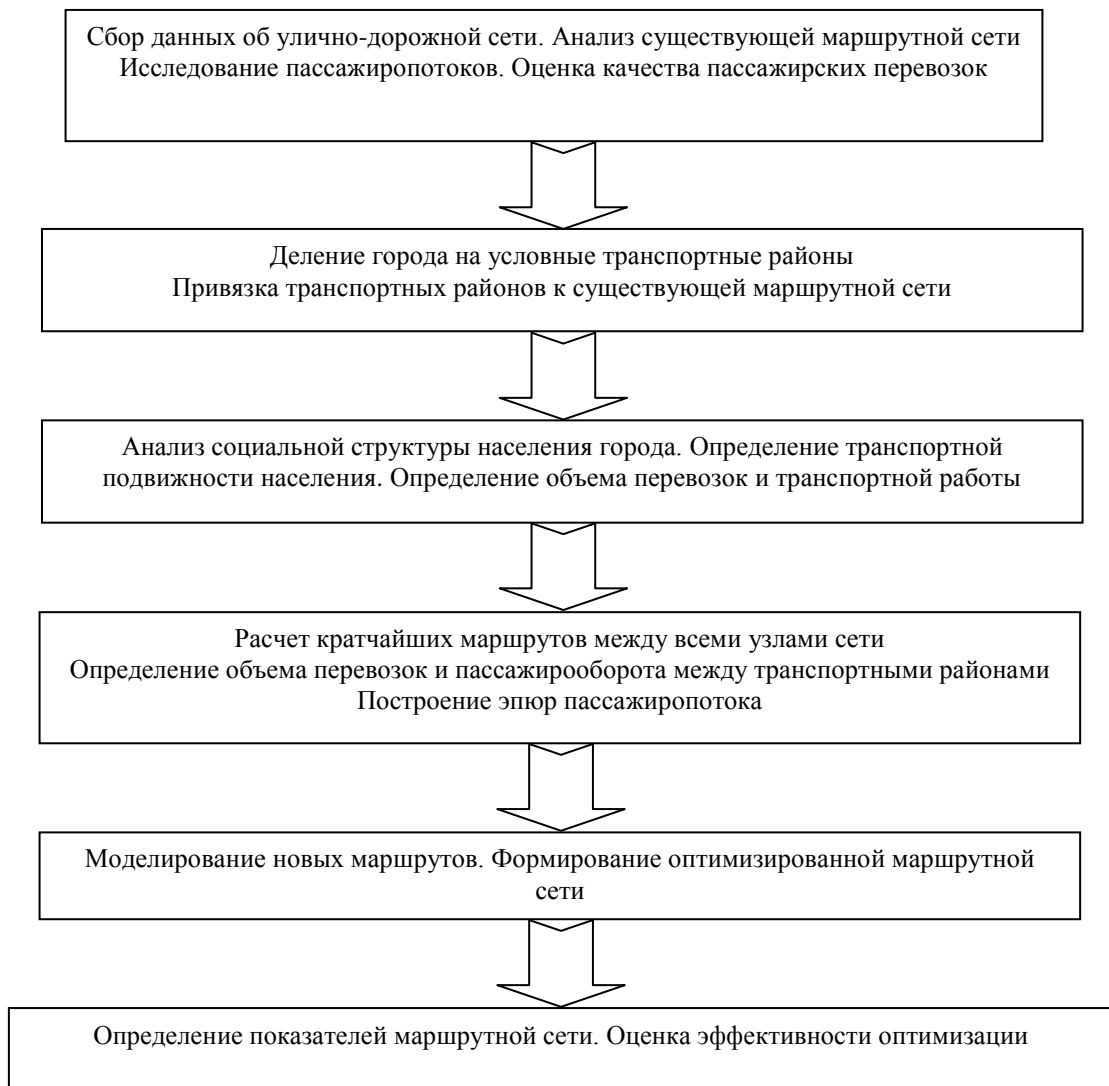 Сбор данных об улично-дорожной сети. Анализ существующей маршрутной сети
Исследование пассажиропотоков. Оценка качества пассажирских перевозок
Деление города на условные транспортные районы
Привязка транспортных районов к существующей маршрутной сети
Анализ социальной структуры населения города. Определение транспортной
подвижности населения. Определение объема перевозок и транспортной работы
Расчет кратчайших маршрутов между всеми узлами сети
Определение объема перевозок и пассажирооборота между транспортными районами
Построение эпюр пассажиропотока
Моделирование новых маршрутов. Формирование оптимизированной маршрутной
сети
Определение показателей маршрутной сети. Оценка эффективности оптимизации